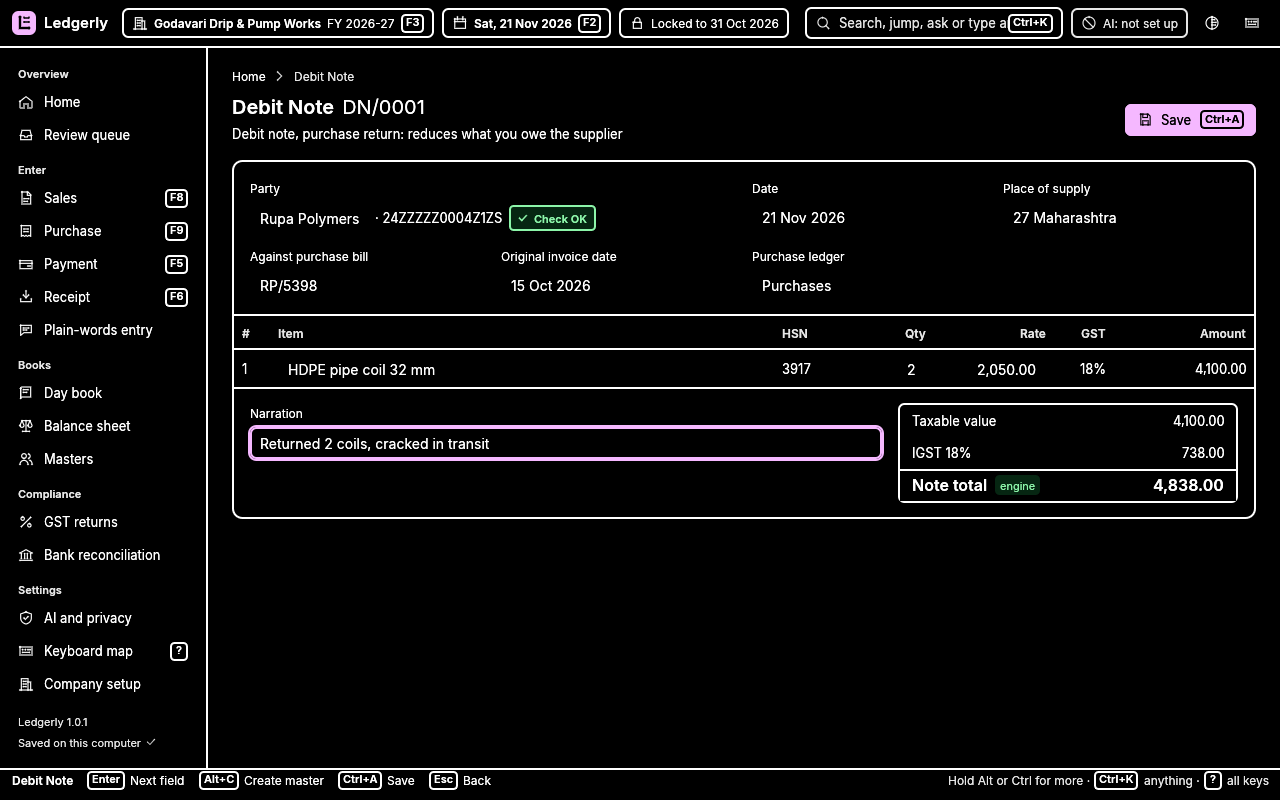 Ledgerly
Godavari Drip & Pump Works FY 2026-27 F3
Sat, 21 Nov 2026 F2
Locked to 31 Oct 2026
Search, jump, ask or type a Ctrl+K
AI: not set up
Overview
Home
Review queue
Enter
Sales F8
Purchase F9
Payment F5
Receipt F6
Plain-words entry
Books
Day book
Balance sheet
Masters
Compliance
GST returns
Bank reconciliation
Settings
AI and privacy
Keyboard map ?
Company setup
Ledgerly 1.0.1
Saved on this computer
Home Debit Note
Debit Note DN/0001
Debit note, purchase return: reduces what you owe the supplier
Save Ctrl+A
Party Date Place of supply
Rupa Polymers · 24ZZZZZ0004Z1ZS Check OK 21 Nov 2026 27 Maharashtra
Against purchase bill Original invoice date Purchase ledger
RP/5398 15 Oct 2026 Purchases
# Item HSN Qty Rate GST Amount
1 HDPE pipe coil 32 mm 3917 2 2,050.00 18% 4,100.00
Narration
Returned 2 coils, cracked in transit
Taxable value 4,100.00
IGST 18% 738.00
Note total engine 4,838.00
Debit Note Enter Next field Alt+C Create master Ctrl+A Save Esc Back
Hold Alt or Ctrl for more · Ctrl+K anything · ? all keys